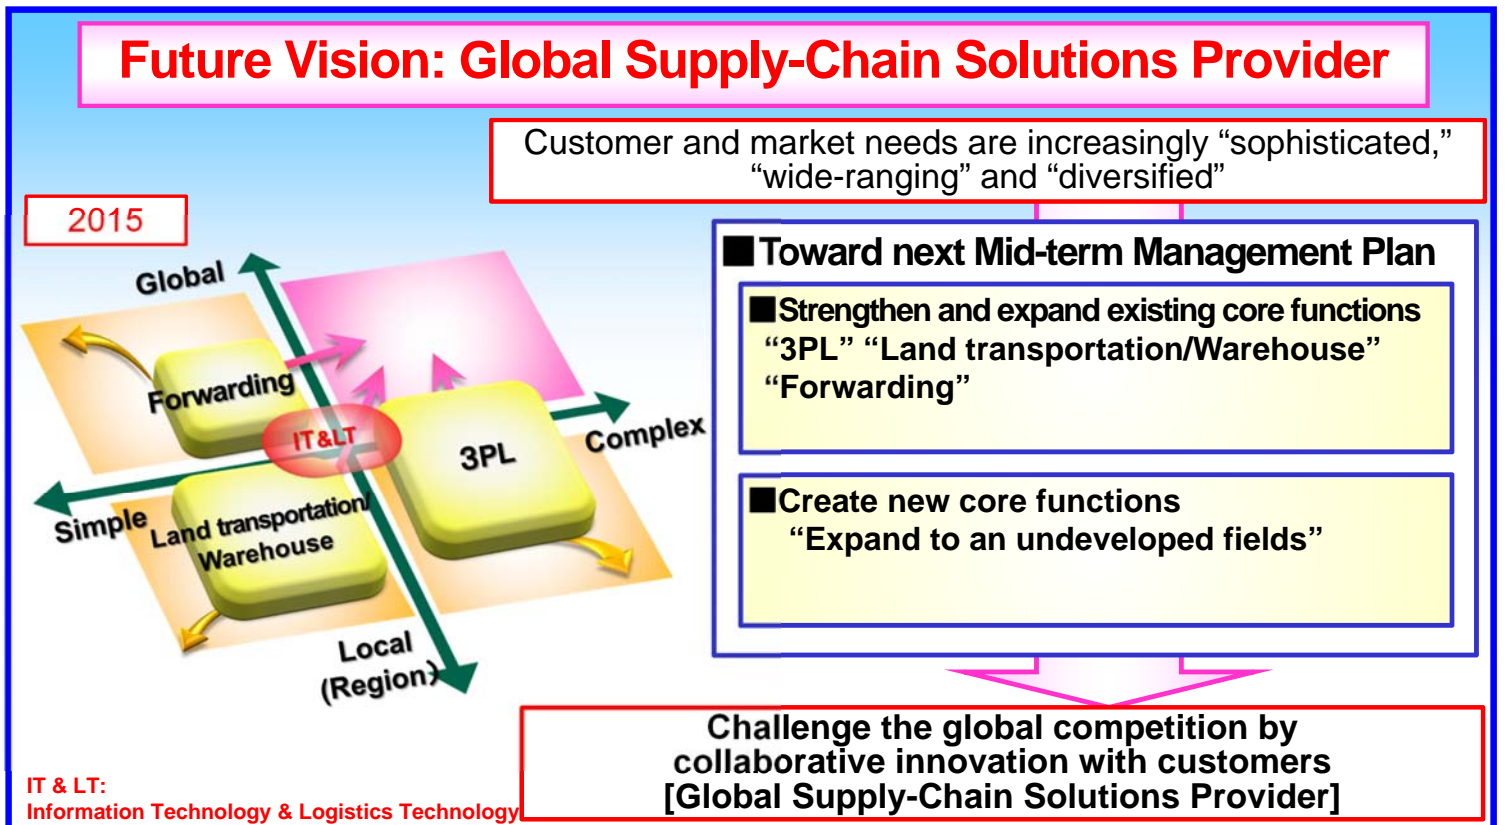 Future Vision: Global Supply-Chain Solutions Provider
Customer and market needs are increasingly “sophisticated,”
“wide-ranging” and “diversified”
2015
Global
Forwarding
IT&LT
3PL
Complex
Simple
Land transportation/
Warehouse
Local
(Region)
■Toward next Mid-term Management Plan
■Strengthen and expand existing core functions
“3PL” “Land transportation/Warehouse”
“Forwarding”
■Create new core functions
“Expand to an undeveloped fields”
Challenge the global competition by
collaborative innovation with customers
[Global Supply-Chain Solutions Provider]
IT & LT:
Information Technology & Logistics Technology